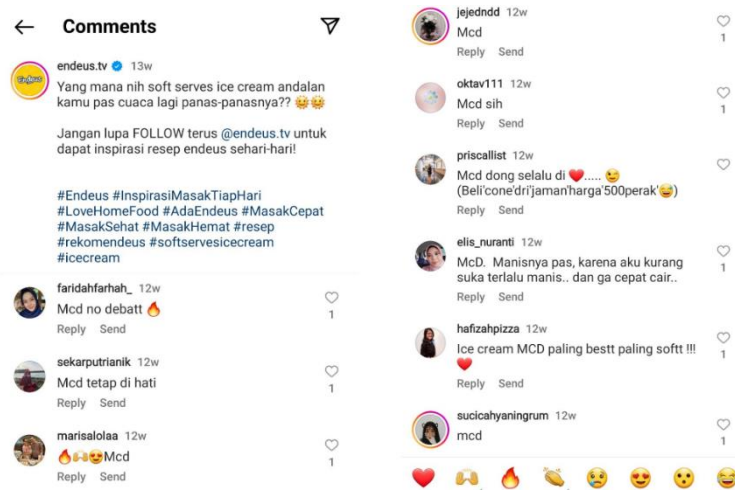 Comments
endeus.tv 13w
Yang mana nih soft serves ice cream andalan
kamu pas cuaca lagi panas-panasnya?? 🌞🌞
Jangan lupa FOLLOW terus @endeus.tv untuk
dapat inspirasi resep endeus sehari-hari!
#Endeus #InspirasiMasakTiapHari
#LoveHomeFood #AdaEndeus #MasakCepat
#MasakSehat #MasakHemat #resep
#rekomendeus #softservesicecream
#icecream
faridahfarhah_ 12w
Mcd no debatt 🔥
1
Reply Send
sekarputrianik 12w
Mcd tetap di hati
1
Reply Send
marisalolaa 12w
🔥🙌😍Mcd
1
Reply Send
jejedndd 12w
Mcd
1
Reply Send
oktav111 12w
Mcd sih
1
Reply Send
priscallist 12w
Mcd dong selalu di ❤️..... 😉
(Beli'cone'dri'jaman'harga'500perak'😅)
Reply Send
elis_nuranti 12w
McD. Manisnya pas, karena aku kurang
suka terlalu manis.. dan ga cepat cair..
1
Reply Send
hafizahpizza 12w
Ice cream MCD paling bestt paling softt !!!
❤️
1
Reply Send
sucicahyaningrum 12w
mcd
1